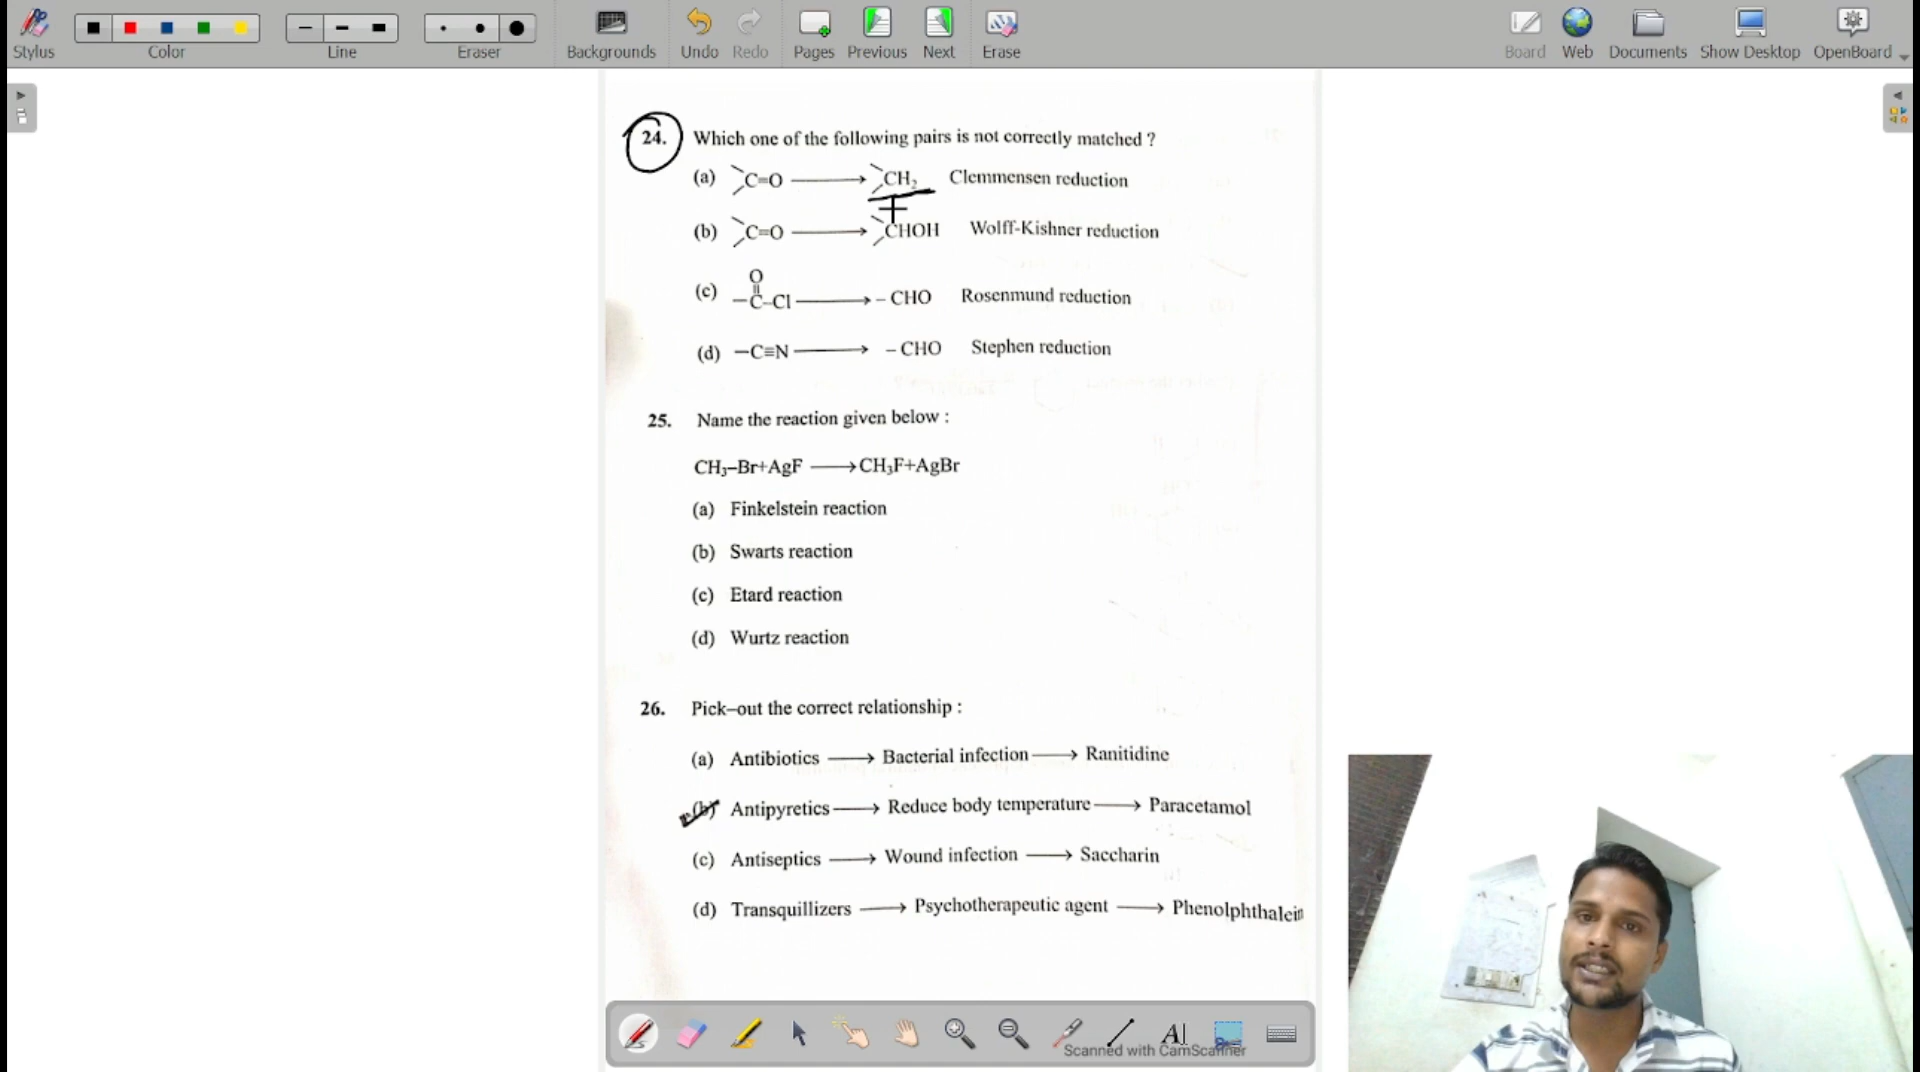 Stylus Color Line Eraser Backgrounds Undo Redo Pages Previous Next Erase Board Web Documents Show Desktop OpenBoard
24. Which one of the following pairs is not correctly matched ?
(a) >C=O ⟶ >CH₂ Clemmensen reduction
(b) >C=O ⟶ >CHOH Wolff-Kishner reduction
O
||
(c) –C–Cl ⟶ – CHO Rosenmund reduction
(d) –C≡N ⟶ – CHO Stephen reduction
25. Name the reaction given below :
CH₃–Br+AgF ⟶ CH₃F+AgBr
(a) Finkelstein reaction
(b) Swarts reaction
(c) Etard reaction
(d) Wurtz reaction
26. Pick–out the correct relationship :
(a) Antibiotics ⟶ Bacterial infection ⟶ Ranitidine
(b) Antipyretics ⟶ Reduce body temperature ⟶ Paracetamol
(c) Antiseptics ⟶ Wound infection ⟶ Saccharin
(d) Transquillizers ⟶ Psychotherapeutic agent ⟶ Phenolphthalein
Scanned with CamScanner